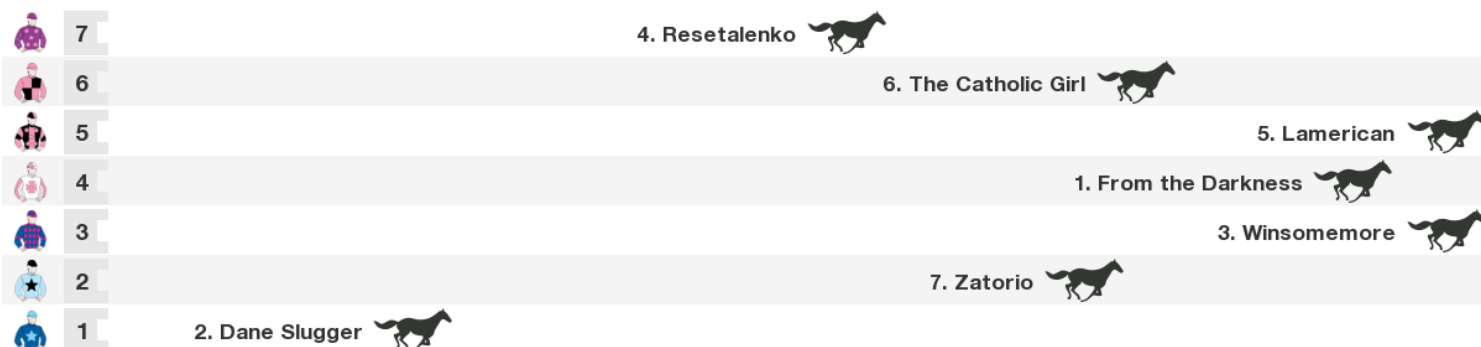 7 4. Resetalenko
6 6. The Catholic Girl
5 5. Lamerican
4 1. From the Darkness
3 3. Winsomemore
2 7. Zatorio
1 2. Dane Slugger